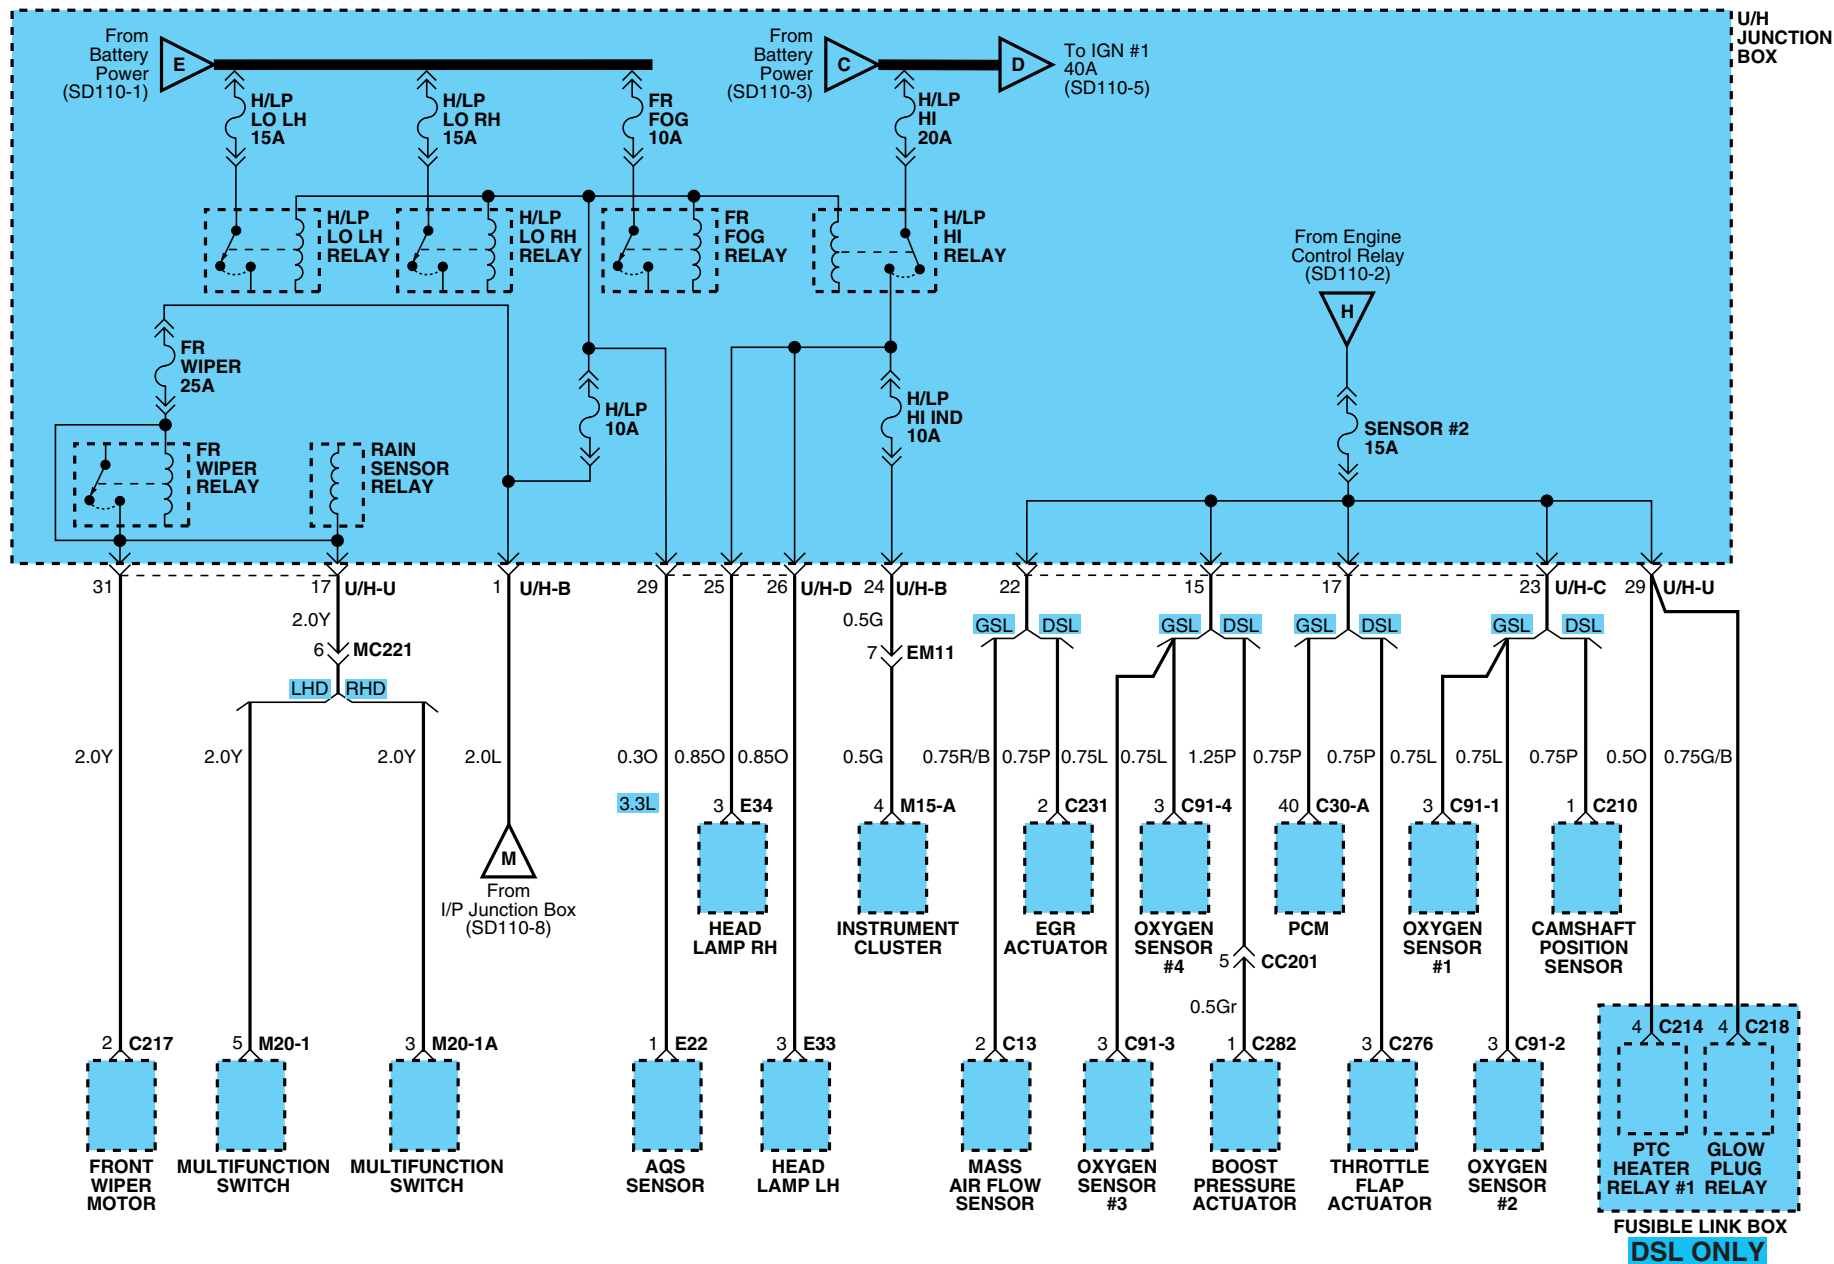 U/H
JUNCTION
BOX
From
Battery
Power
(SD110-1)
E
From
Battery
Power
(SD110-3)
C
D
To IGN #1
40A
(SD110-5)
H/LP
LO LH
15A
H/LP
LO RH
15A
FR
FOG
10A
H/LP
HI
20A
H/LP
LO LH
RELAY
H/LP
LO RH
RELAY
FR
FOG
RELAY
H/LP
HI
RELAY
From Engine
Control Relay
(SD110-2)
H
FR
WIPER
25A
H/LP
10A
H/LP
HI IND
10A
SENSOR #2
15A
FR
WIPER
RELAY
RAIN
SENSOR
RELAY
31
17
U/H-U
1
U/H-B
29
25
26
U/H-D
24
U/H-B
22
15
17
23
U/H-C
29
U/H-U
2.0Y
6
MC221
LHD
RHD
0.5G
7
EM11
GSL
DSL
GSL
DSL
GSL
DSL
GSL
DSL
2.0Y
2.0Y
2.0Y
2.0L
0.3O
0.85O
0.85O
0.5G
0.75R/B
0.75P
0.75L
0.75L
1.25P
0.75P
0.75P
0.75L
0.75L
0.75P
0.5O
0.75G/B
3.3L
3
E34
4
M15-A
2
C231
3
C91-4
40
C30-A
3
C91-1
1
C210
M
From
I/P Junction Box
(SD110-8)
HEAD
LAMP RH
INSTRUMENT
CLUSTER
EGR
ACTUATOR
OXYGEN
SENSOR
#4
PCM
OXYGEN
SENSOR
#1
CAMSHAFT
POSITION
SENSOR
5
CC201
0.5Gr
2
C217
5
M20-1
3
M20-1A
1
E22
3
E33
2
C13
3
C91-3
1
C282
3
C276
3
C91-2
4
C214
4
C218
FRONT
WIPER
MOTOR
MULTIFUNCTION
SWITCH
MULTIFUNCTION
SWITCH
AQS
SENSOR
HEAD
LAMP LH
MASS
AIR FLOW
SENSOR
OXYGEN
SENSOR
#3
BOOST
PRESSURE
ACTUATOR
THROTTLE
FLAP
ACTUATOR
OXYGEN
SENSOR
#2
PTC
HEATER
RELAY #1
GLOW
PLUG
RELAY
FUSIBLE LINK BOX
DSL ONLY